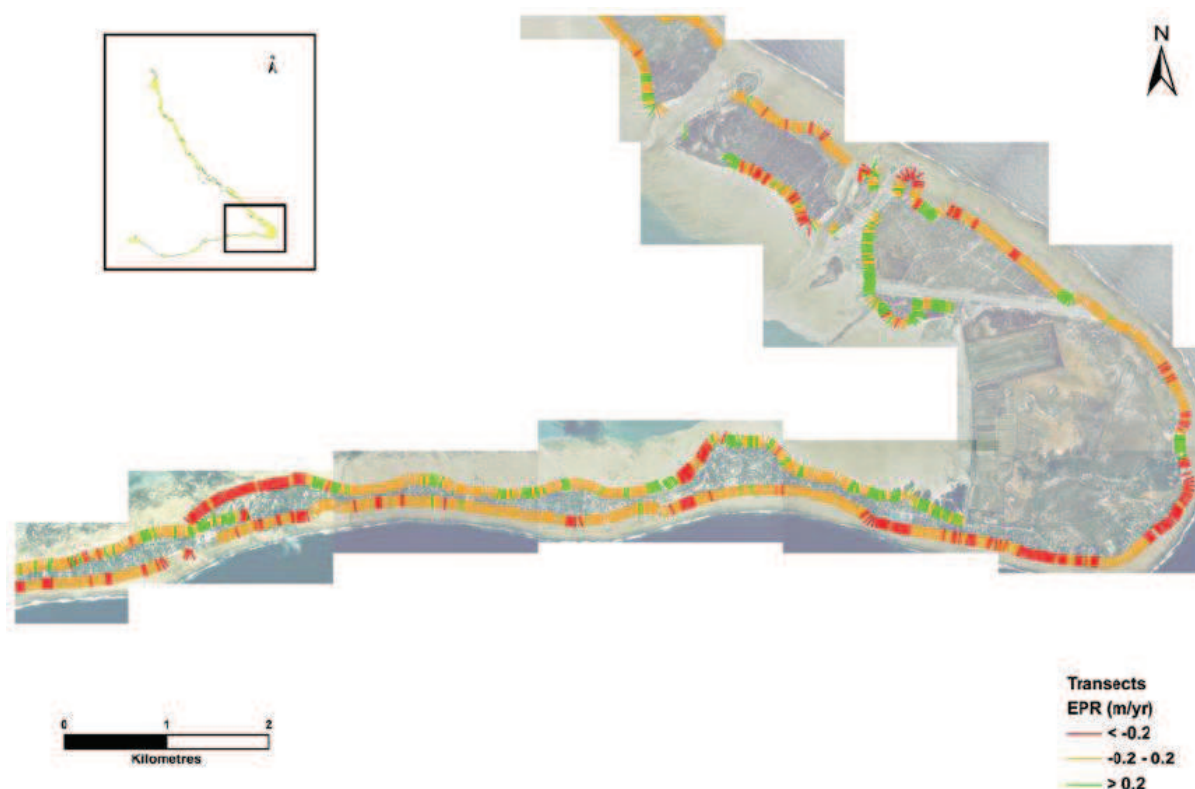 N
0 1 2
Kilometres
Transects
EPR (m/yr)
< -0.2
-0.2 - 0.2
> 0.2